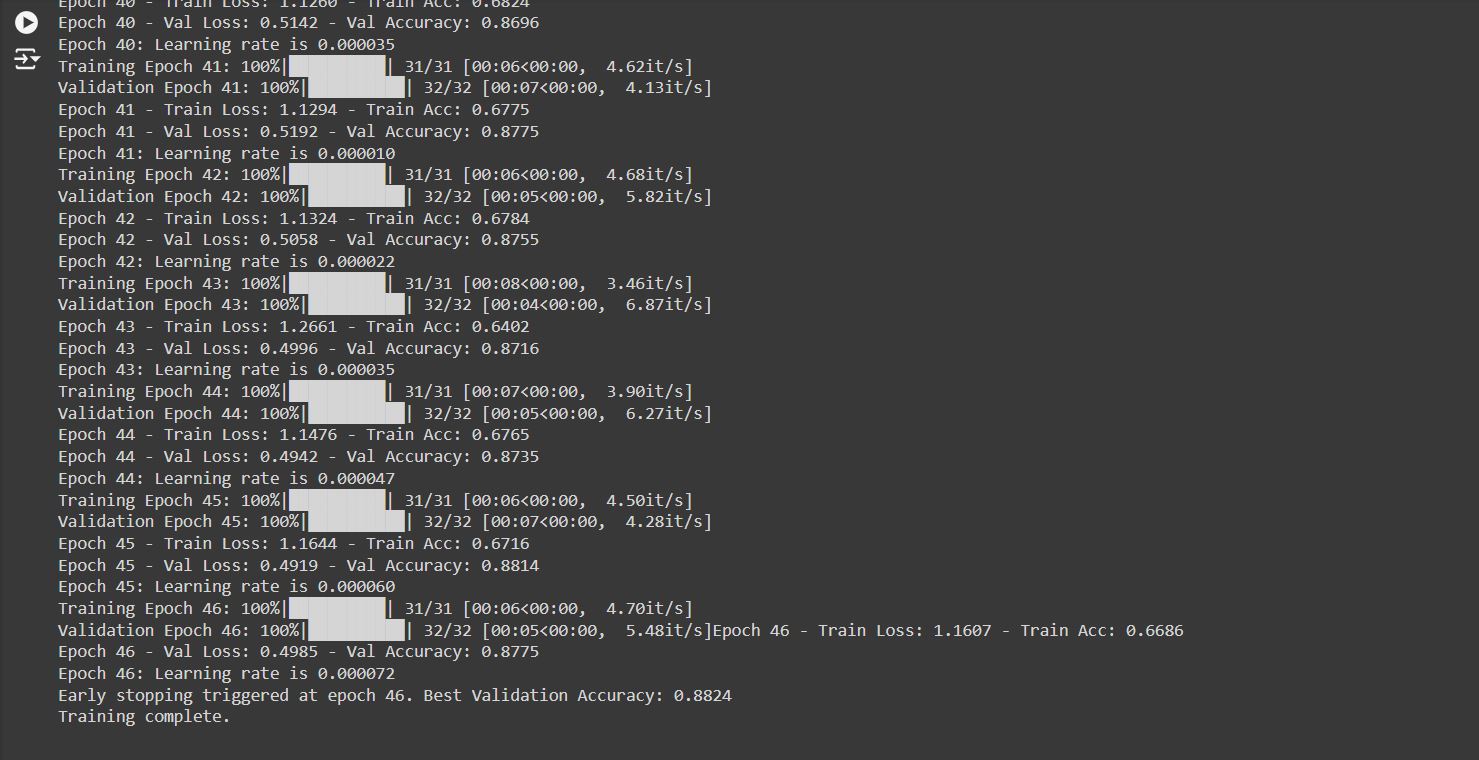 Epoch 40 - Train Loss: 1.1260 - Train Acc: 0.6824
Epoch 40 - Val Loss: 0.5142 - Val Accuracy: 0.8696
Epoch 40: Learning rate is 0.000035
Training Epoch 41: 100%|██████████| 31/31 [00:06<00:00,  4.62it/s]
Validation Epoch 41: 100%|██████████| 32/32 [00:07<00:00,  4.13it/s]
Epoch 41 - Train Loss: 1.1294 - Train Acc: 0.6775
Epoch 41 - Val Loss: 0.5192 - Val Accuracy: 0.8775
Epoch 41: Learning rate is 0.000010
Training Epoch 42: 100%|██████████| 31/31 [00:06<00:00,  4.68it/s]
Validation Epoch 42: 100%|██████████| 32/32 [00:05<00:00,  5.82it/s]
Epoch 42 - Train Loss: 1.1324 - Train Acc: 0.6784
Epoch 42 - Val Loss: 0.5058 - Val Accuracy: 0.8755
Epoch 42: Learning rate is 0.000022
Training Epoch 43: 100%|██████████| 31/31 [00:08<00:00,  3.46it/s]
Validation Epoch 43: 100%|██████████| 32/32 [00:04<00:00,  6.87it/s]
Epoch 43 - Train Loss: 1.2661 - Train Acc: 0.6402
Epoch 43 - Val Loss: 0.4996 - Val Accuracy: 0.8716
Epoch 43: Learning rate is 0.000035
Training Epoch 44: 100%|██████████| 31/31 [00:07<00:00,  3.90it/s]
Validation Epoch 44: 100%|██████████| 32/32 [00:05<00:00,  6.27it/s]
Epoch 44 - Train Loss: 1.1476 - Train Acc: 0.6765
Epoch 44 - Val Loss: 0.4942 - Val Accuracy: 0.8735
Epoch 44: Learning rate is 0.000047
Training Epoch 45: 100%|██████████| 31/31 [00:06<00:00,  4.50it/s]
Validation Epoch 45: 100%|██████████| 32/32 [00:07<00:00,  4.28it/s]
Epoch 45 - Train Loss: 1.1644 - Train Acc: 0.6716
Epoch 45 - Val Loss: 0.4919 - Val Accuracy: 0.8814
Epoch 45: Learning rate is 0.000060
Training Epoch 46: 100%|██████████| 31/31 [00:06<00:00,  4.70it/s]
Validation Epoch 46: 100%|██████████| 32/32 [00:05<00:00,  5.48it/s]Epoch 46 - Train Loss: 1.1607 - Train Acc: 0.6686
Epoch 46 - Val Loss: 0.4985 - Val Accuracy: 0.8775
Epoch 46: Learning rate is 0.000072
Early stopping triggered at epoch 46. Best Validation Accuracy: 0.8824
Training complete.